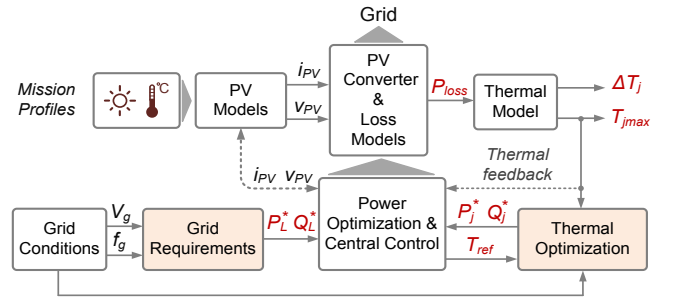 Grid
Mission
Profiles
°C
PV
Models
i_PV
v_PV
PV
Converter
&
Loss
Models
P_loss
Thermal
Model
ΔT_j
T_jmax
Thermal
feedback
i_PV v_PV
Grid
Conditions
V_g
f_g
Grid
Requirements
P_L^* Q_L^*
Power
Optimization &
Central Control
P_j^* Q_j^*
T_ref
Thermal
Optimization